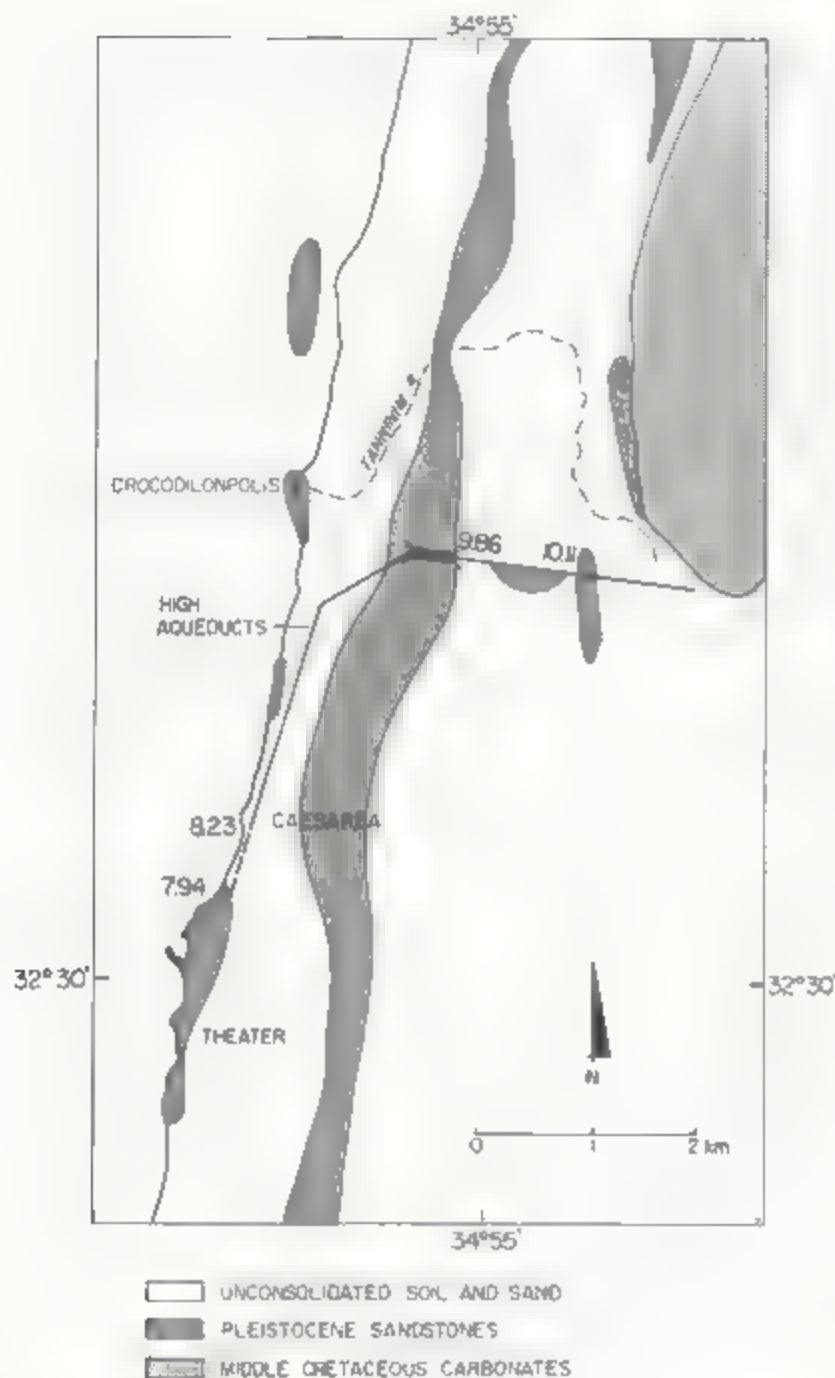 34°55'
TANNINIM R.
CROCODILONPOLIS
9.86
10.11
HIGH
AQUEDUCTS
8.23
CAESAREA
7.94
32°30'
32°30'
THEATER
N
0 1 2 km
34°55'
UNCONSOLIDATED SOIL AND SAND
PLEISTOCENE SANDSTONES
MIDDLE CRETACEOUS CARBONATES